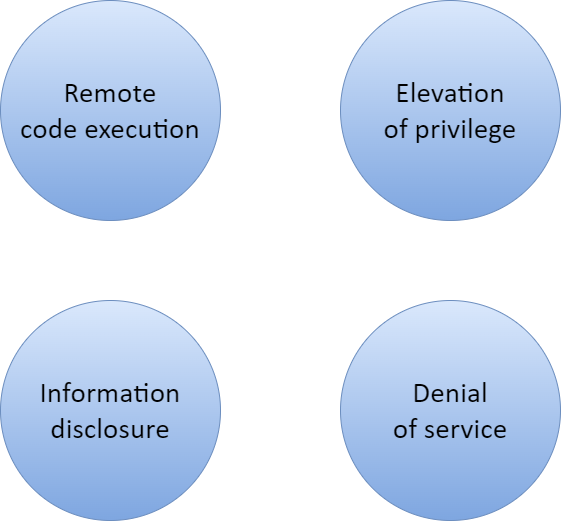 Remote
code execution
Elevation
of privilege
Information
disclosure
Denial
of service